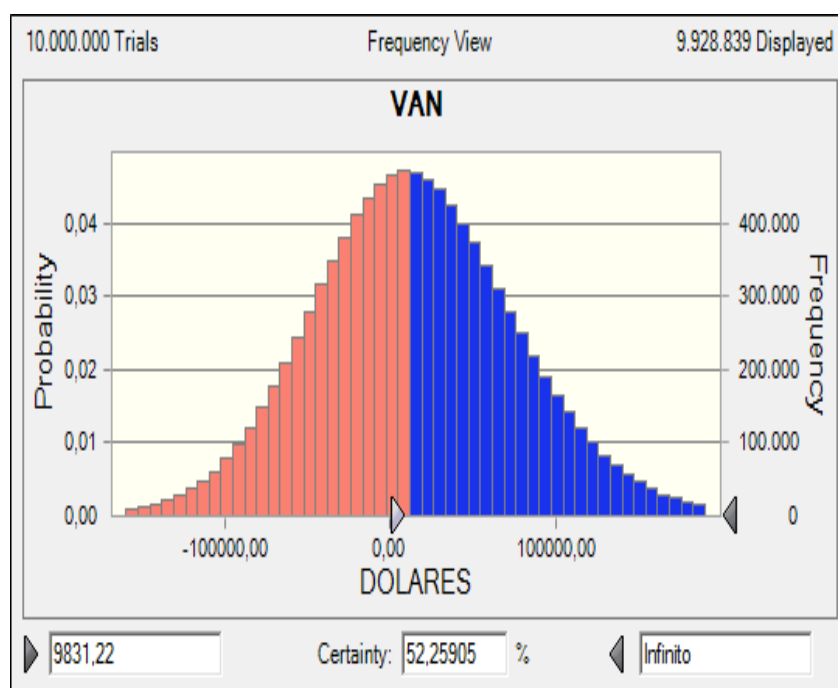 10.000.000 Trials Frequency View 9.928.839 Displayed
VAN
0,04 400.000
0,03 300.000
0,02 200.000
0,01 100.000
0,00 0
Probability
Frequency
-100000,00 0,00 100000,00
DOLARES
9831,22 Certainty: 52,25905 % Infinito